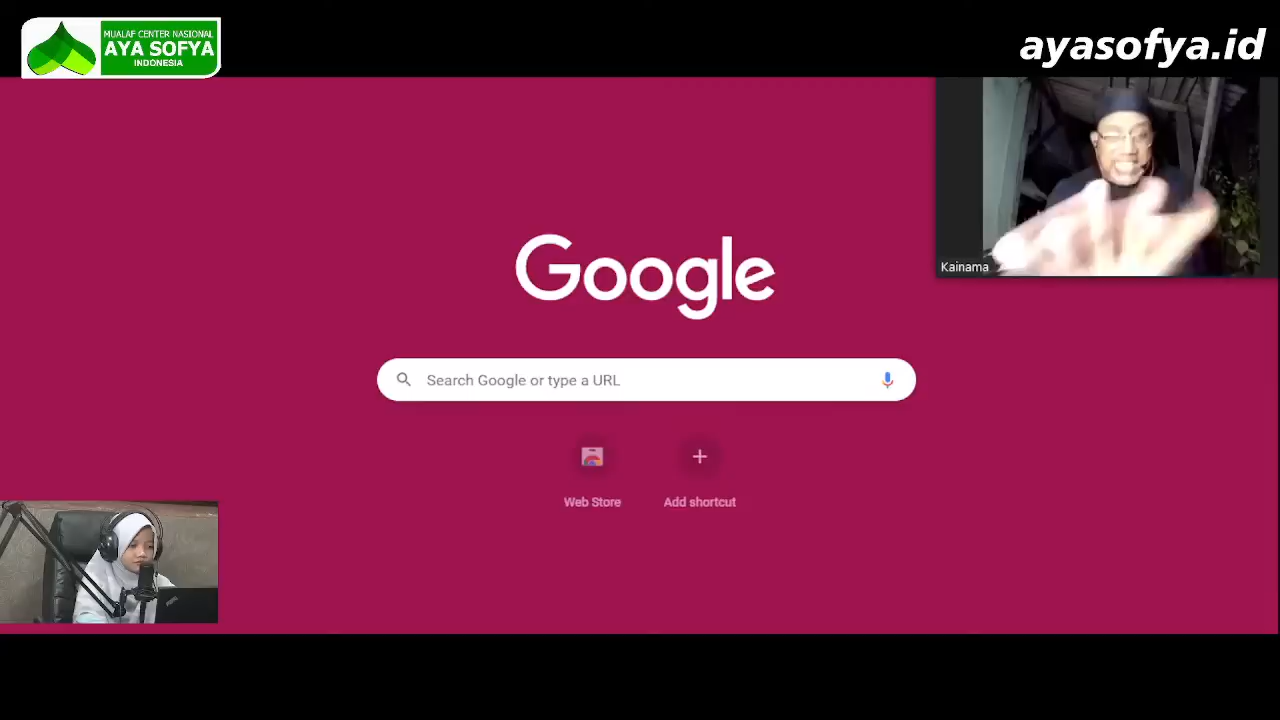 MUALAF CENTER NASIONAL
AYA SOFYA
INDONESIA
ayasofya.id
Kainama
Google
Search Google or type a URL
Web Store
Add shortcut